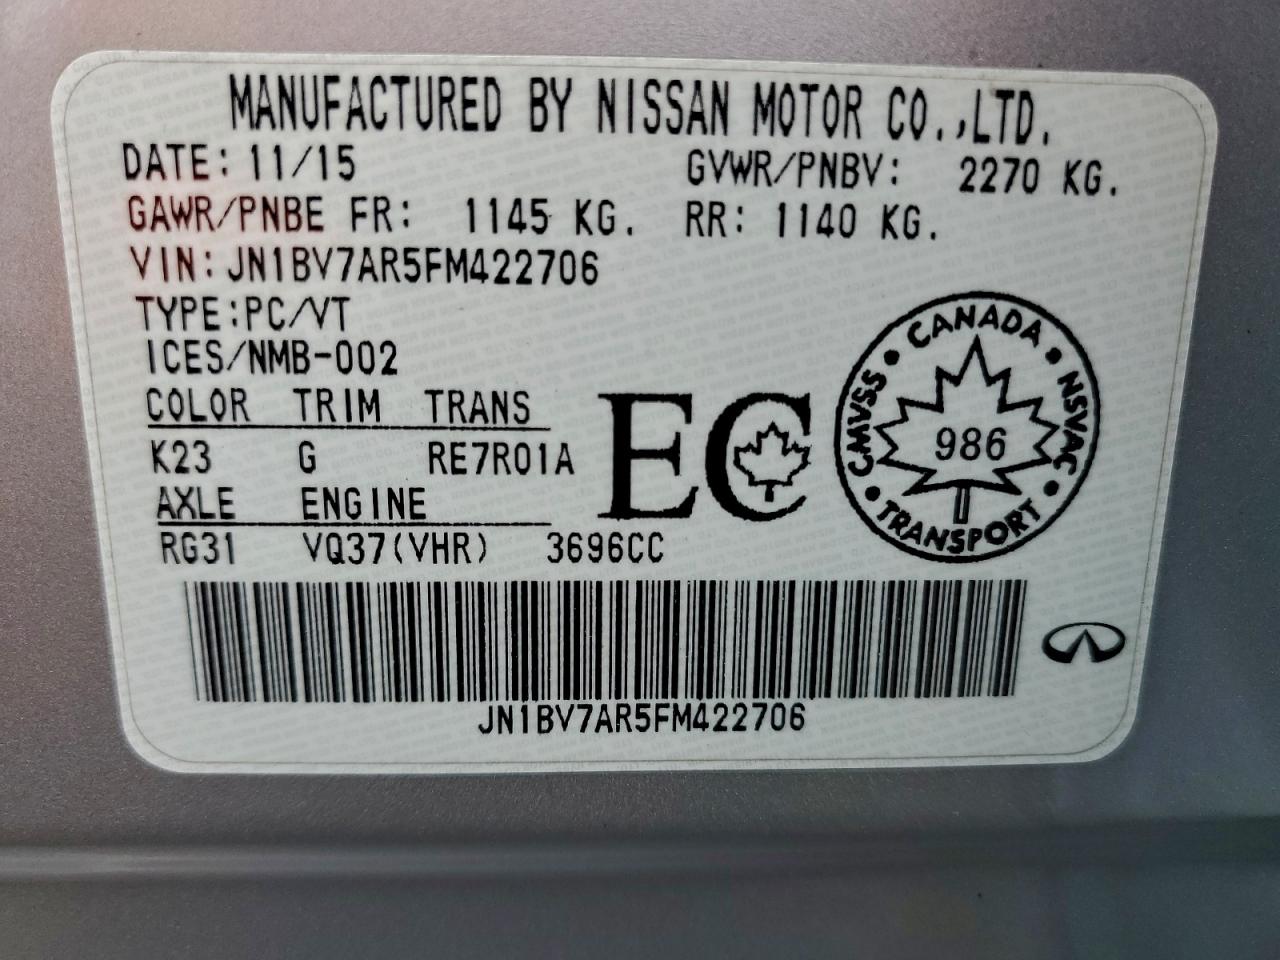 MANUFACTURED BY NISSAN MOTOR CO.,LTD.
DATE: 11/15 GVWR/PNBV: 2270 KG.
GAWR/PNBE FR: 1145 KG. RR: 1140 KG.
VIN: JN1BV7AR5FM422706
TYPE:PC/VT
ICES/NMB-002
COLOR TRIM TRANS
K23 G RE7R01A
AXLE ENGINE
RG31 VQ37(VHR) 3696CC
EC
CANADA • NSVAC • TRANSPORT • CMVSS •
986
JN1BV7AR5FM422706